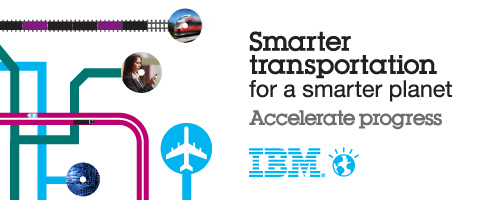 Smarter
transportation
for a smarter planet
Accelerate progress
IBM®